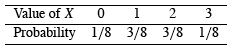 Value of X 0 1 2 3
Probability 1/8 3/8 3/8 1/8